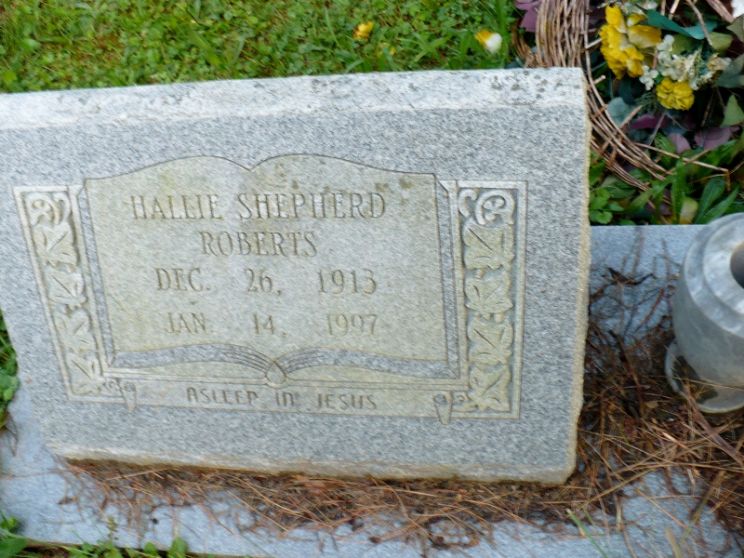 HALLIE SHEPHERD
ROBERTS
DEC. 26, 1913
JAN. 14, 1997
ASLEEP IN JESUS